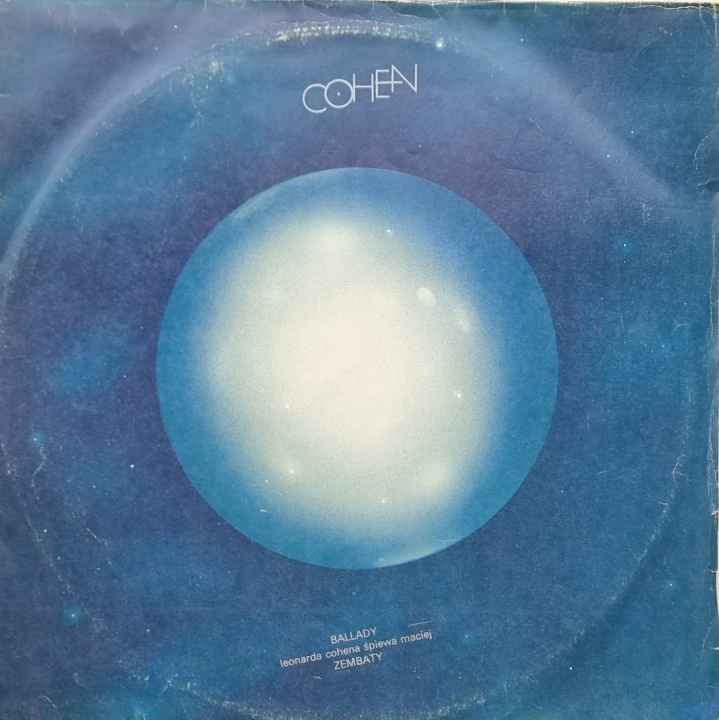 COHEN
BALLADY
leonarda cohena śpiewa maciej
ZEMBATY